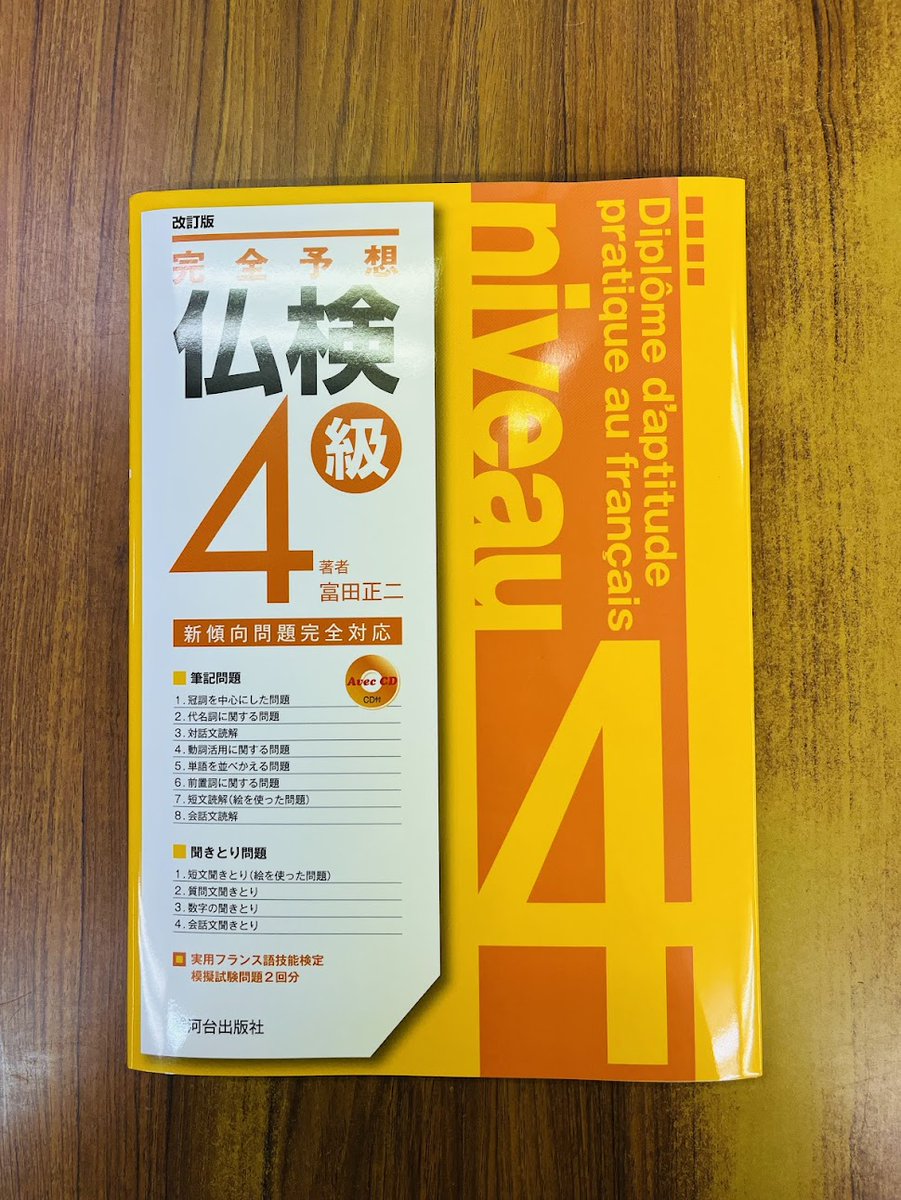 改訂版
完全予想
仏検
4級
著者
富田正二
新傾向問題完全対応
筆記問題
Avec CD
CD付
1.冠詞を中心にした問題
2.代名詞に関する問題
3.対話文読解
4.動詞活用に関する問題
5.単語を並べかえる問題
6.前置詞に関する問題
7.短文読解(絵を使った問題)
8.会話文読解
聞きとり問題
1.短文聞きとり(絵を使った問題)
2.質問文聞きとり
3.数字の聞きとり
4.会話文聞きとり
実用フランス語技能検定
模擬試験問題2回分
河台出版社
Diplôme d'aptitude
pratique au français
niveau 4